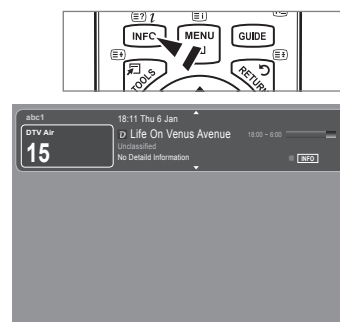 INFO MENU GUIDE
TOOLS RETURN
abc1
18:11 Thu 6 Jan
DTV Air
15
D Life On Venus Avenue 18:00 ~ 6:00
Unclassified
No Detaild Information
INFO